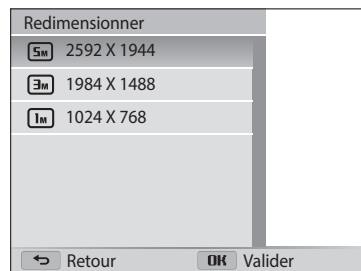 Redimensionner
5M 2592 X 1944
3M 1984 X 1488
1M 1024 X 768
Retour OK Valider